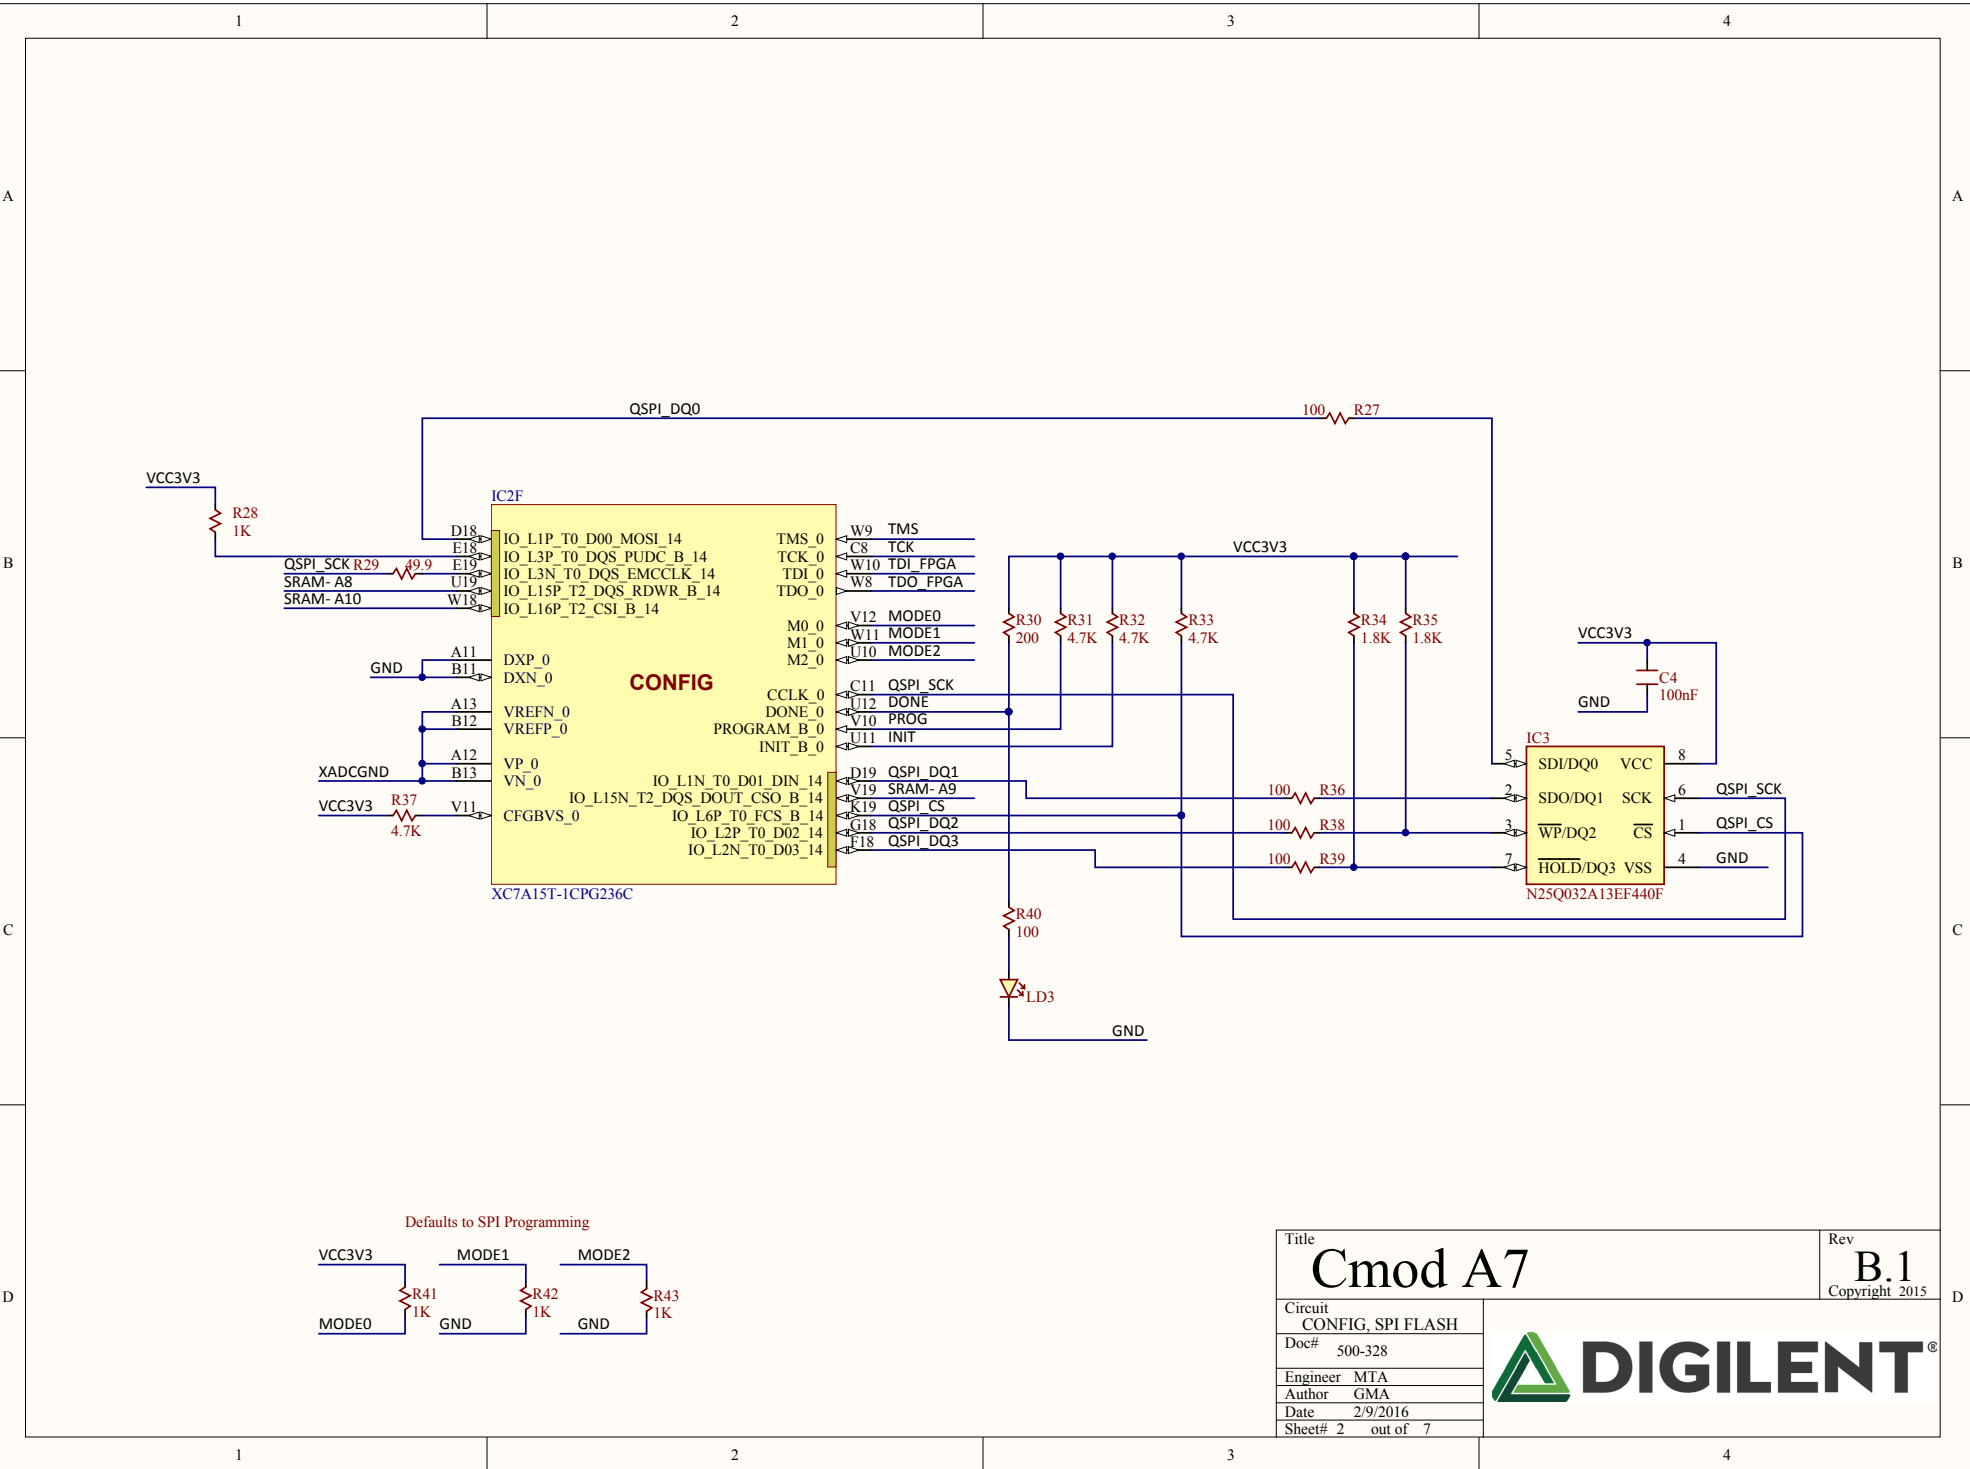 1 2 3 4
A A
QSPI_DQ0 100 R27
VCC3V3
R28
1K
IC2F
D18 IO_L1P_T0_D00_MOSI_14 TMS_0 W9 TMS
E18 IO_L3P_T0_DQS_PUDC_B_14 TCK_0 C8 TCK
QSPI_SCK R29 49.9 E19 IO_L3N_T0_DQS_EMCCLK_14 TDI_0 W10 TDI_FPGA
SRAM-A8 U19 IO_L15P_T2_DQS_RDWR_B_14 TDO_0 W8 TDO_FPGA
SRAM-A10 W18 IO_L16P_T2_CSI_B_14
VCC3V3
B B
M0_0 V12 MODE0
M1_0 W11 MODE1
M2_0 U10 MODE2
R30 R31 R32 R33 R34 R35
200 4.7K 4.7K 4.7K 1.8K 1.8K
GND A11 DXP_0
B11 DXN_0
CONFIG
VCC3V3
C4
100nF
GND
CCLK_0 C11 QSPI_SCK
A13 VREFN_0 DONE_0 U12 DONE
B12 VREFP_0 PROGRAM_B_0 V10 PROG
INIT_B_0 U11 INIT
A12 VP_0
XADCGND B13 VN_0
VCC3V3 R37 V11 CFGBVS_0
4.7K
IO_L1N_T0_D01_DIN_14 D19 QSPI_DQ1
IO_L15N_T2_DQS_DOUT_CSO_B_14 V19 SRAM-A9
IO_L6P_T0_FCS_B_14 K19 QSPI_CS
IO_L2P_T0_D02_14 G18 QSPI_DQ2
IO_L2N_T0_D03_14 F18 QSPI_DQ3
XC7A15T-1CPG236C
100 R36
100 R38
100 R39
IC3
5 SDI/DQ0 VCC 8
2 SDO/DQ1 SCK 6 QSPI_SCK
3 WP/DQ2 CS 1 QSPI_CS
7 HOLD/DQ3 VSS 4 GND
N25Q032A13EF440F
R40
100
C C
LD3
GND
Defaults to SPI Programming
VCC3V3 MODE1 MODE2
R41 R42 R43
1K 1K 1K
MODE0 GND GND
D D
Title
Cmod A7
Rev
B.1
Copyright 2015
Circuit
CONFIG, SPI FLASH
Doc# 500-328
Engineer MTA
Author GMA
Date 2/9/2016
Sheet# 2 out of 7
DIGILENT®
1 2 3 4